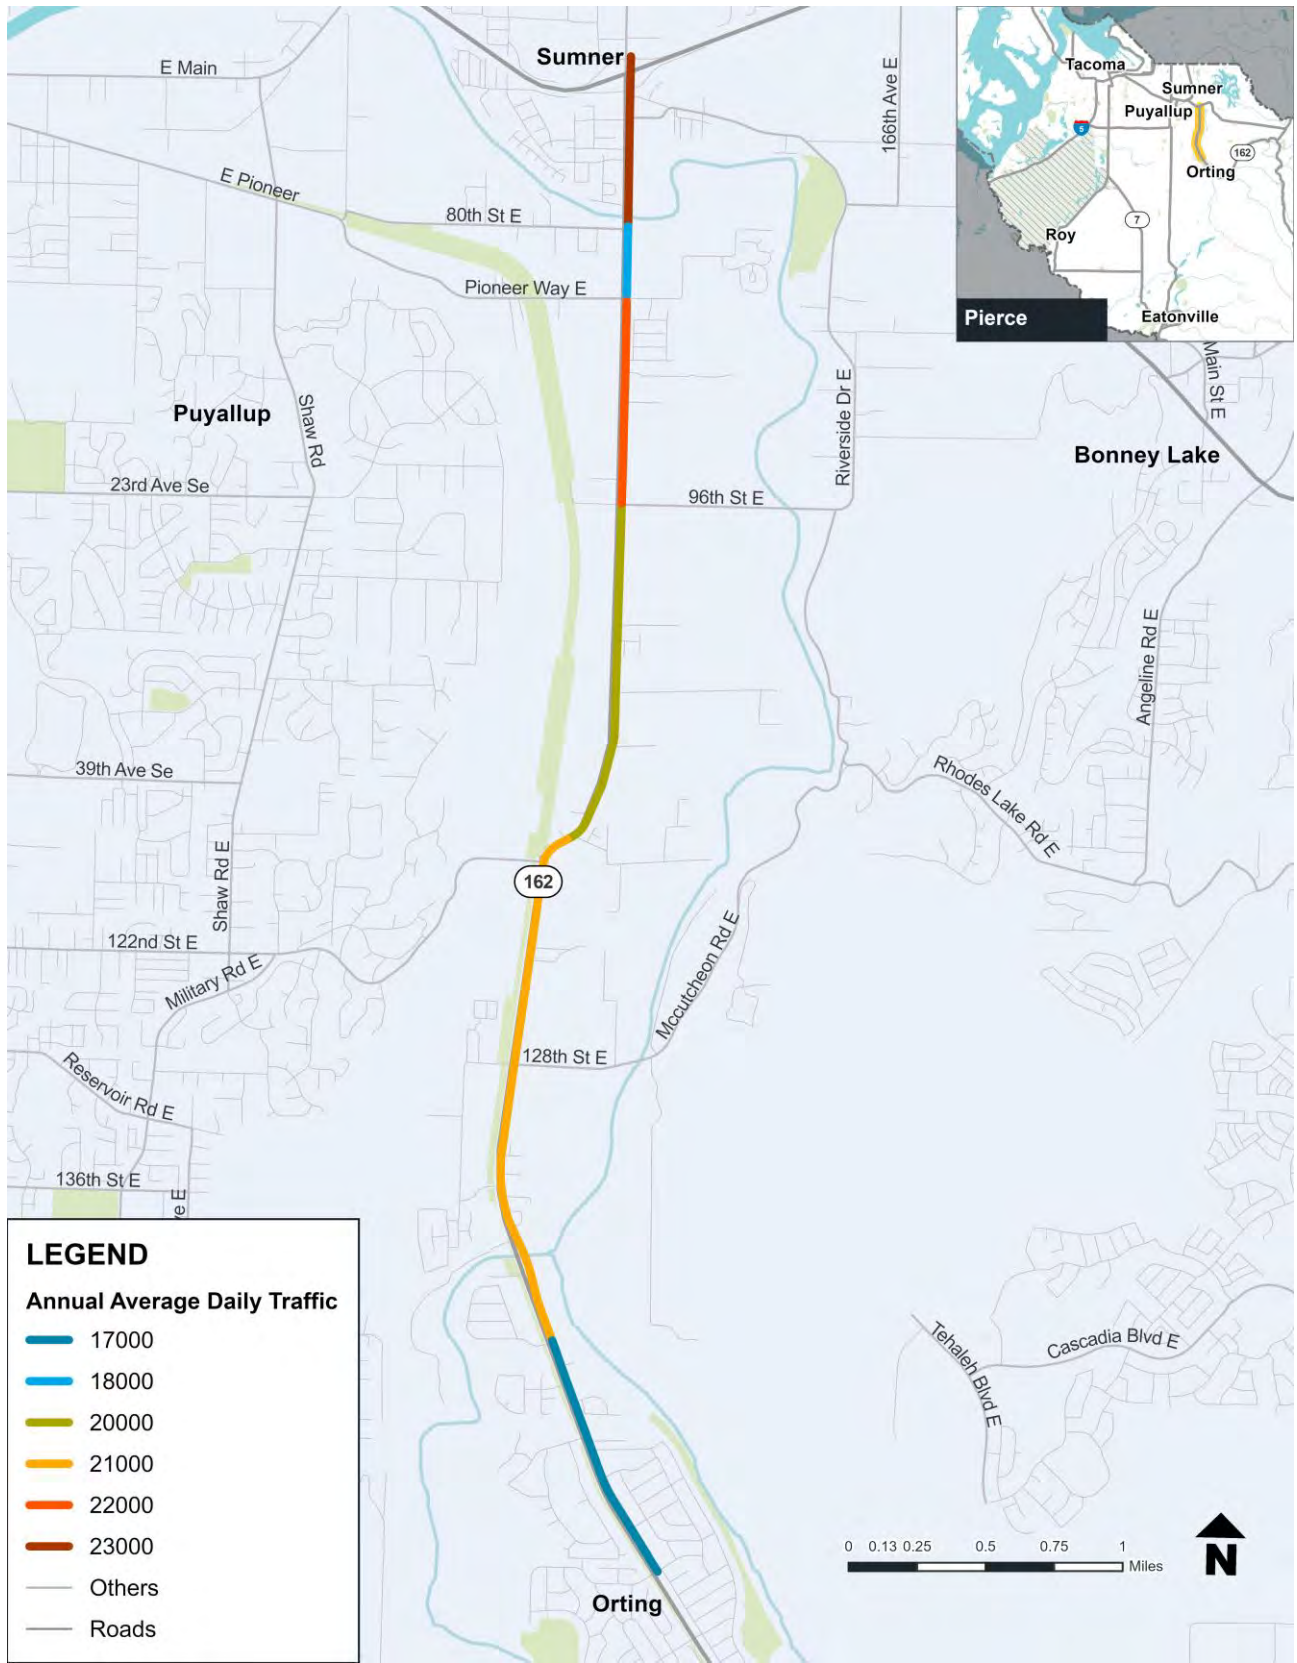 Sumner
E Main
166th Ave E
E Pioneer
80th St E
Pioneer Way E
Puyallup
Shaw Rd
Riverside Dr E
Main St E
Bonney Lake
23rd Ave Se
96th St E
Angeline Rd E
39th Ave Se
Rhodes Lake Rd E
Shaw Rd E
162
122nd St E
Military Rd E
Mccutcheon Rd E
128th St E
Reservoir Rd E
136th St E
ve E
Tehaleh Blvd E
Cascadia Blvd E
Orting
Tacoma
Sumner
Puyallup
5
162
Orting
7
Roy
Eatonville
Pierce
LEGEND
Annual Average Daily Traffic
17000
18000
20000
21000
22000
23000
Others
Roads
0 0.13 0.25 0.5 0.75 1
Miles
N